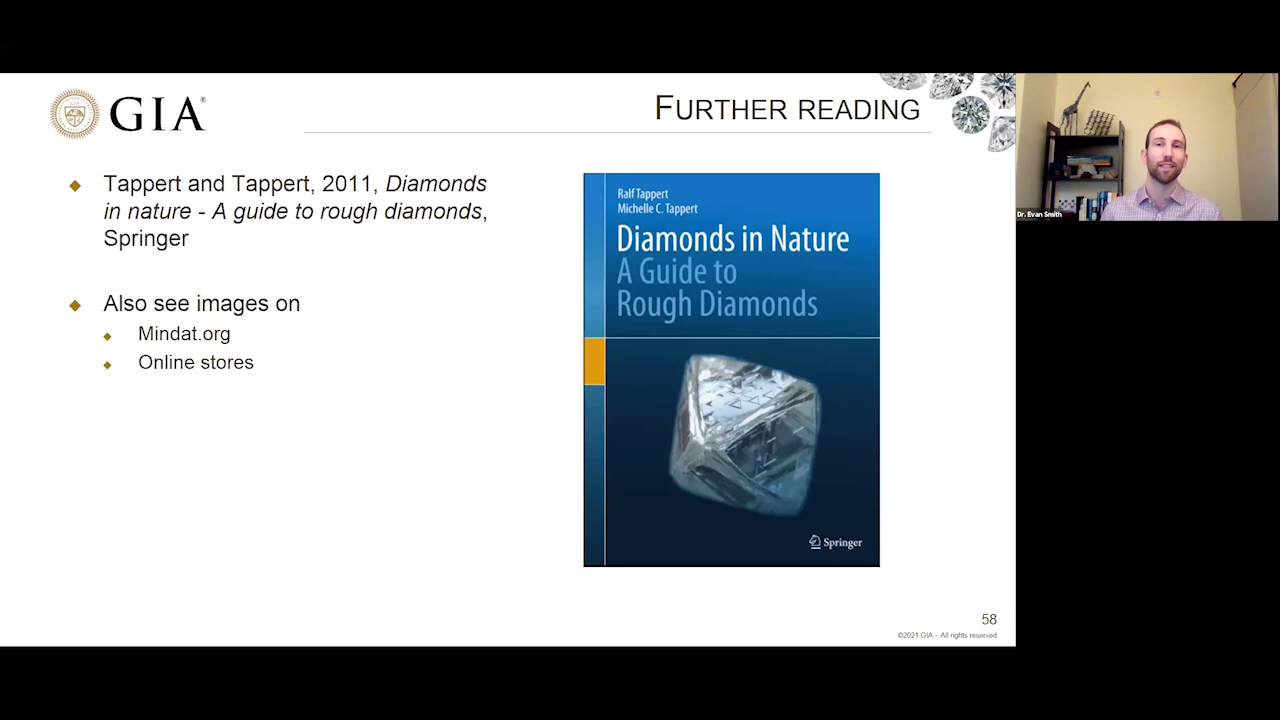 GIA®
FURTHER READING
Tappert and Tappert, 2011, Diamonds
in nature - A guide to rough diamonds,
Springer
Also see images on
Mindat.org
Online stores
Ralf Tappert
Michelle C. Tappert
Diamonds in Nature
A Guide to
Rough Diamonds
Springer
58
©2021 GIA – All rights reserved.
Dr. Evan Smith